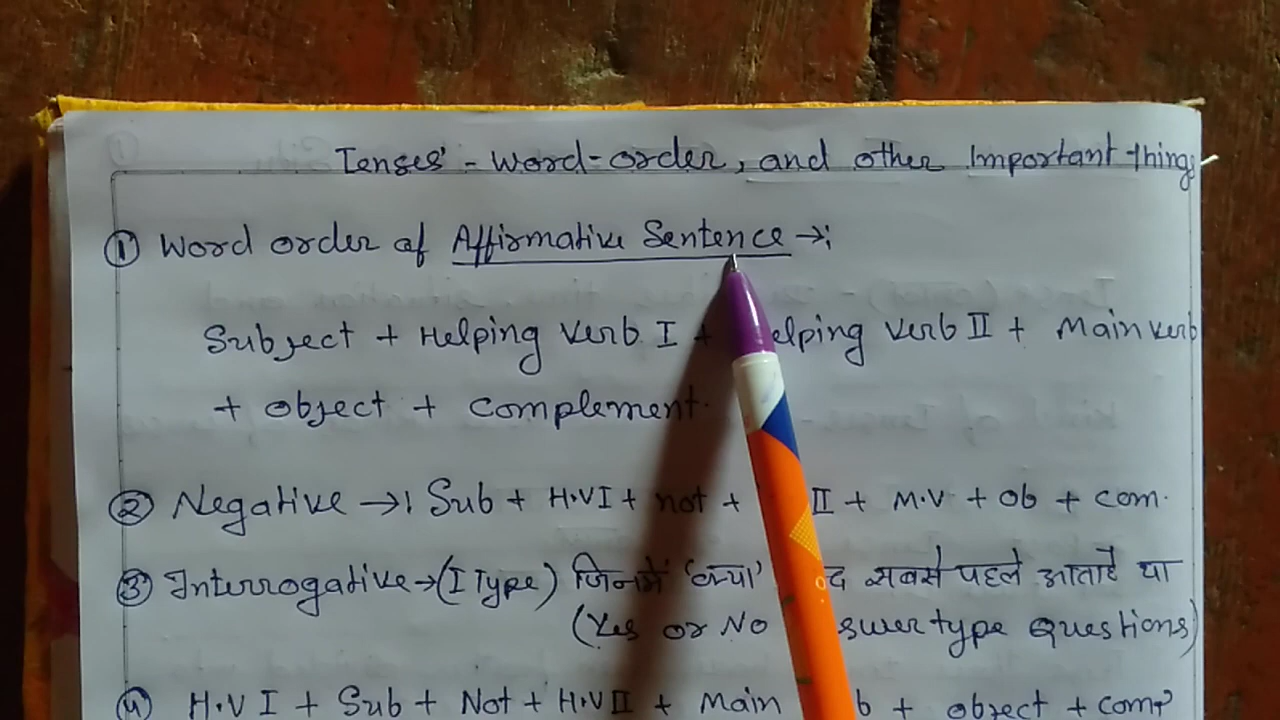 Tenses' - Word-order, and other Important things
① Word order of Affirmative Sentence →:
Subject + Helping Verb I + elping Verb II + Main verb
+ object + Complement.
② Negative → Sub + H.V I + not + II + M.V + Ob + Com.
③ Interrogative → (I Type) जिनमें 'क्या' द सबसे पहले आता है या
(Yes or No swer type Questions)
④ H.V I + Sub + Not + H.V II + Main b + object + com?